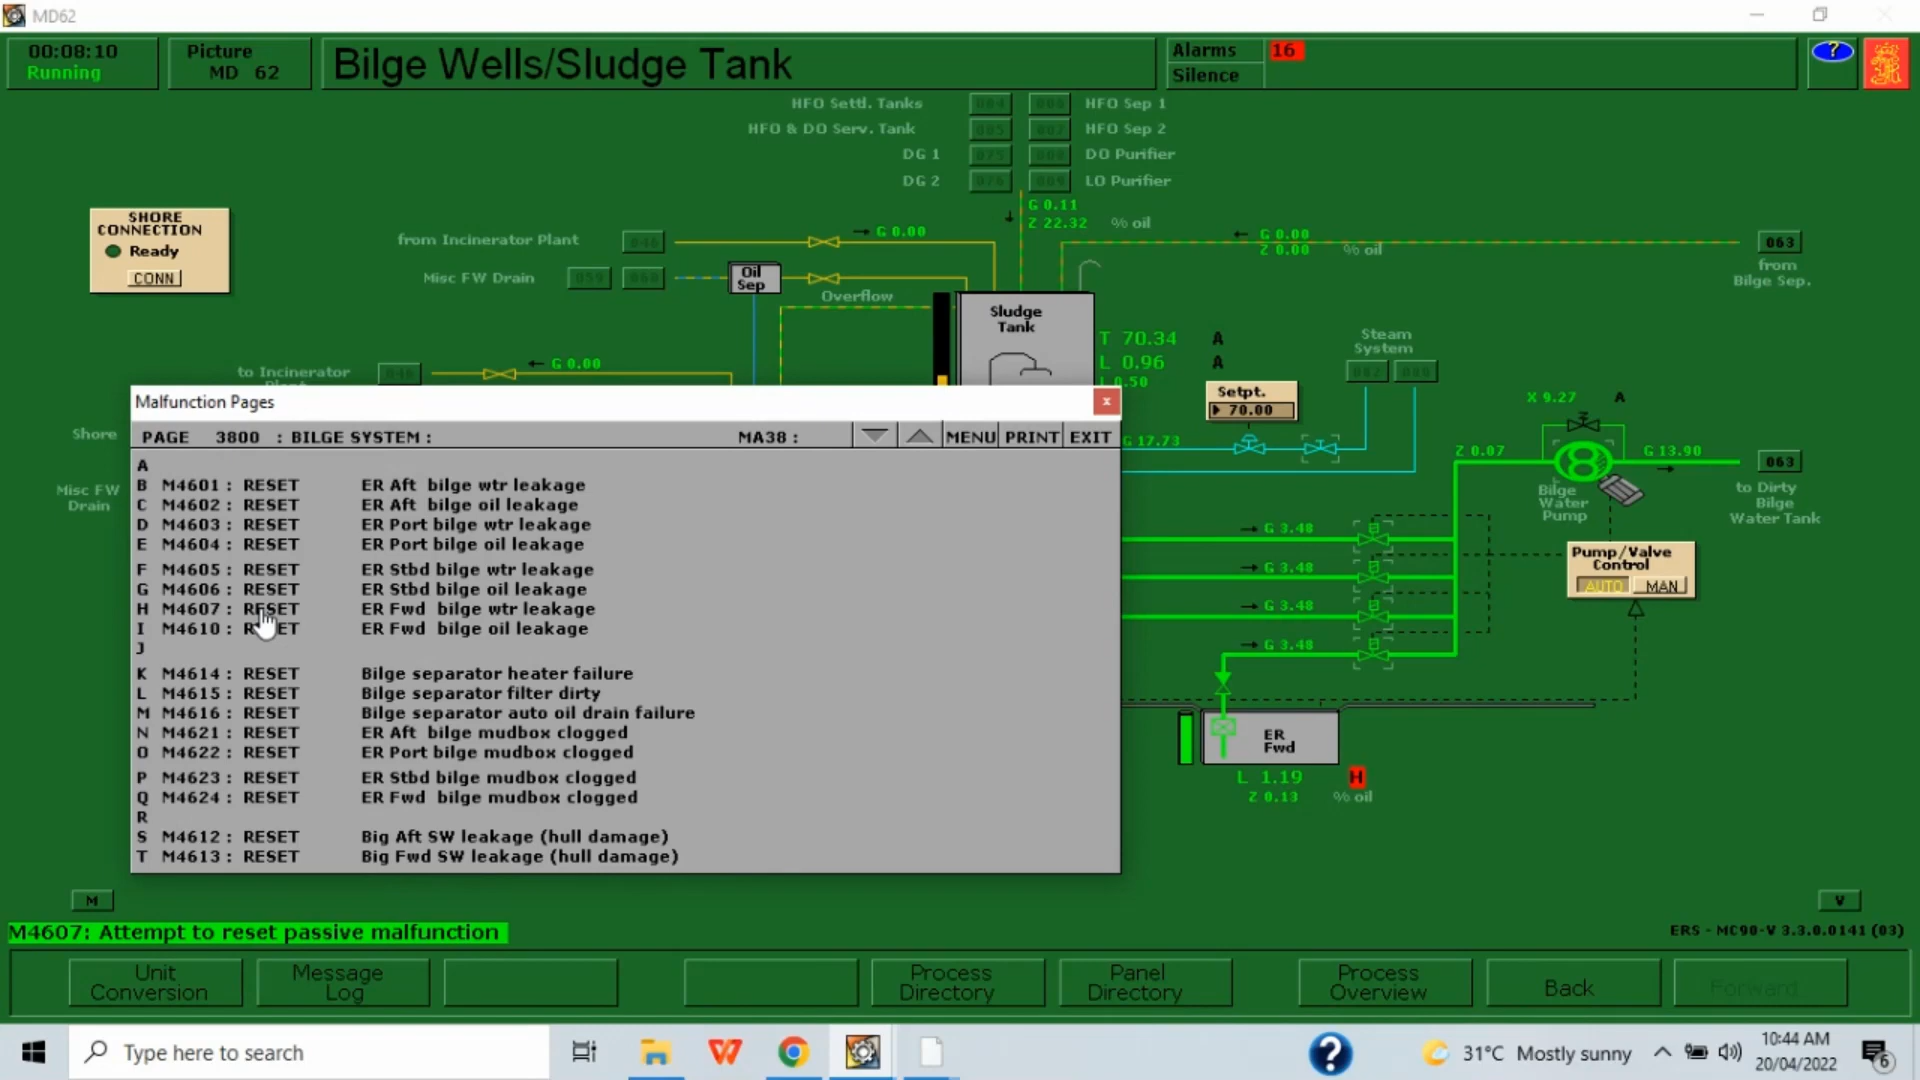 MD62
00:08:10
Running
Picture
MD 62
Bilge Wells/Sludge Tank
Alarms
16
Silence
?
HFO Settl. Tanks
HFO Sep 1
HFO & DO Serv. Tank
HFO Sep 2
DG 1
075
DO Purifier
DG 2
076
LO Purifier
G 0.11
Z 22.32
% oil
SHORE
CONNECTION
Ready
CONN
from Incinerator Plant
046
G 0.00
G 0.00
Z 0.00
% oil
063
from
Bilge Sep.
Misc FW Drain
Oil
Sep
Overflow
Sludge
Tank
T 70.34 A
L 0.96 A
0.50
Steam
System
Setpt.
70.00
to Incinerator
G 0.00
X 9.27 A
G 17.73
Z 0.07
G 13.90
063
Bilge
Water
Pump
to Dirty
Bilge
Water Tank
Shore
Misc FW
Drain
G 3.48
G 3.48
G 3.48
G 3.48
Pump/Valve
Control
AUTO MAN
ER
Fwd
L 1.19
H
Z 0.13
% oil
Malfunction Pages
x
PAGE 3800 : BILGE SYSTEM : MA38 : MENU PRINT EXIT
A
B M4601 : RESET ER Aft bilge wtr leakage
C M4602 : RESET ER Aft bilge oil leakage
D M4603 : RESET ER Port bilge wtr leakage
E M4604 : RESET ER Port bilge oil leakage
F M4605 : RESET ER Stbd bilge wtr leakage
G M4606 : RESET ER Stbd bilge oil leakage
H M4607 : RESET ER Fwd bilge wtr leakage
I M4610 : RESET ER Fwd bilge oil leakage
J
K M4614 : RESET Bilge separator heater failure
L M4615 : RESET Bilge separator filter dirty
M M4616 : RESET Bilge separator auto oil drain failure
N M4621 : RESET ER Aft bilge mudbox clogged
O M4622 : RESET ER Port bilge mudbox clogged
P M4623 : RESET ER Stbd bilge mudbox clogged
Q M4624 : RESET ER Fwd bilge mudbox clogged
R
S M4612 : RESET Big Aft SW leakage (hull damage)
T M4613 : RESET Big Fwd SW leakage (hull damage)
M
V
M4607: Attempt to reset passive malfunction
ERS - MC90-V 3.3.0.0141 (03)
Unit
Conversion
Message
Log
Process
Directory
Panel
Directory
Process
Overview
Back
Forward
Type here to search
?
31°C Mostly sunny
10:44 AM
20/04/2022
6